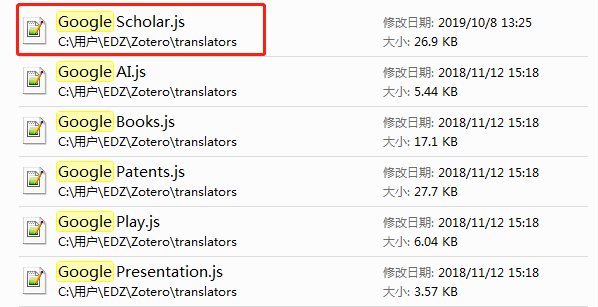 Google Scholar.js
修改日期: 2019/10/8 13:25
C:\用户\EDZ\Zotero\translators
大小: 26.9 KB
Google AI.js
修改日期: 2018/11/12 15:18
C:\用户\EDZ\Zotero\translators
大小: 5.44 KB
Google Books.js
修改日期: 2018/11/12 15:18
C:\用户\EDZ\Zotero\translators
大小: 17.1 KB
Google Patents.js
修改日期: 2018/11/12 15:18
C:\用户\EDZ\Zotero\translators
大小: 27.7 KB
Google Play.js
修改日期: 2018/11/12 15:18
C:\用户\EDZ\Zotero\translators
大小: 6.04 KB
Google Presentation.js
修改日期: 2018/11/12 15:18
C:\用户\EDZ\Zotero\translators
大小: 3.57 KB